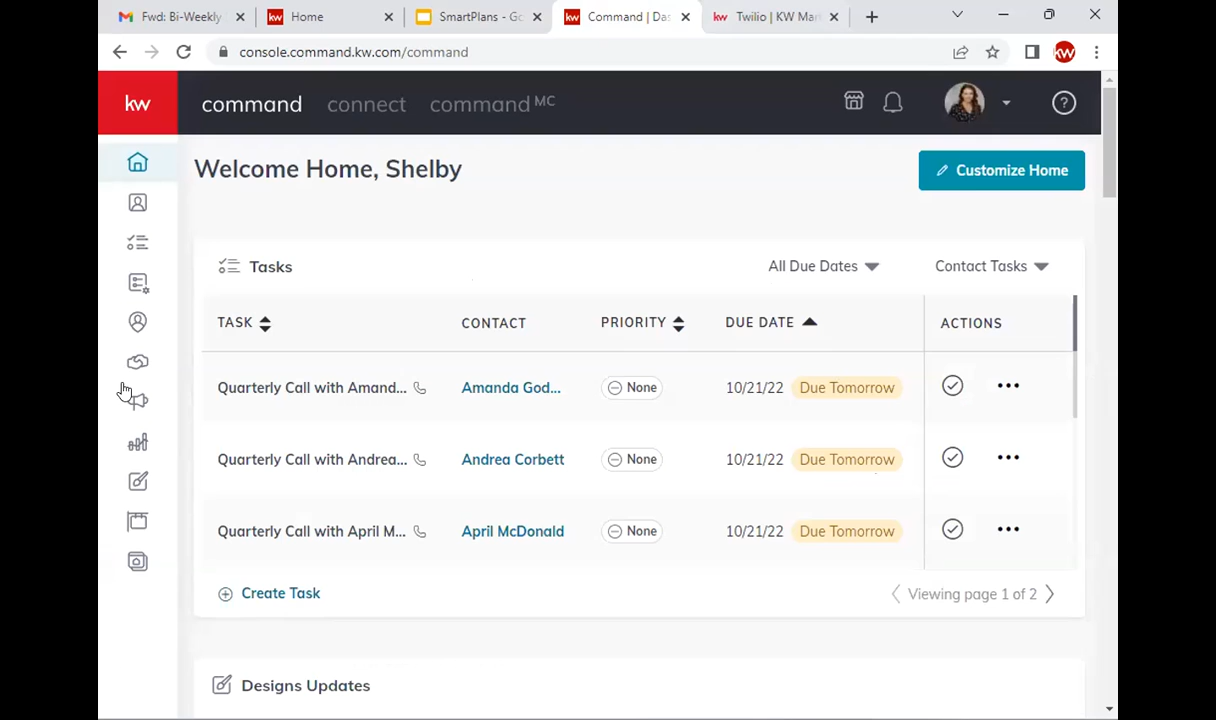 Fwd: Bi-Weekly
Home
SmartPlans - Go
Command | Das
Twilio | KW Mar
console.command.kw.com/command
kw
command connect command MC
Welcome Home, Shelby
Customize Home
Tasks
All Due Dates
Contact Tasks
TASK CONTACT PRIORITY DUE DATE ACTIONS
Quarterly Call with Amand... Amanda God... None 10/21/22 Due Tomorrow
Quarterly Call with Andrea... Andrea Corbett None 10/21/22 Due Tomorrow
Quarterly Call with April M... April McDonald None 10/21/22 Due Tomorrow
Create Task
Viewing page 1 of 2
Designs Updates